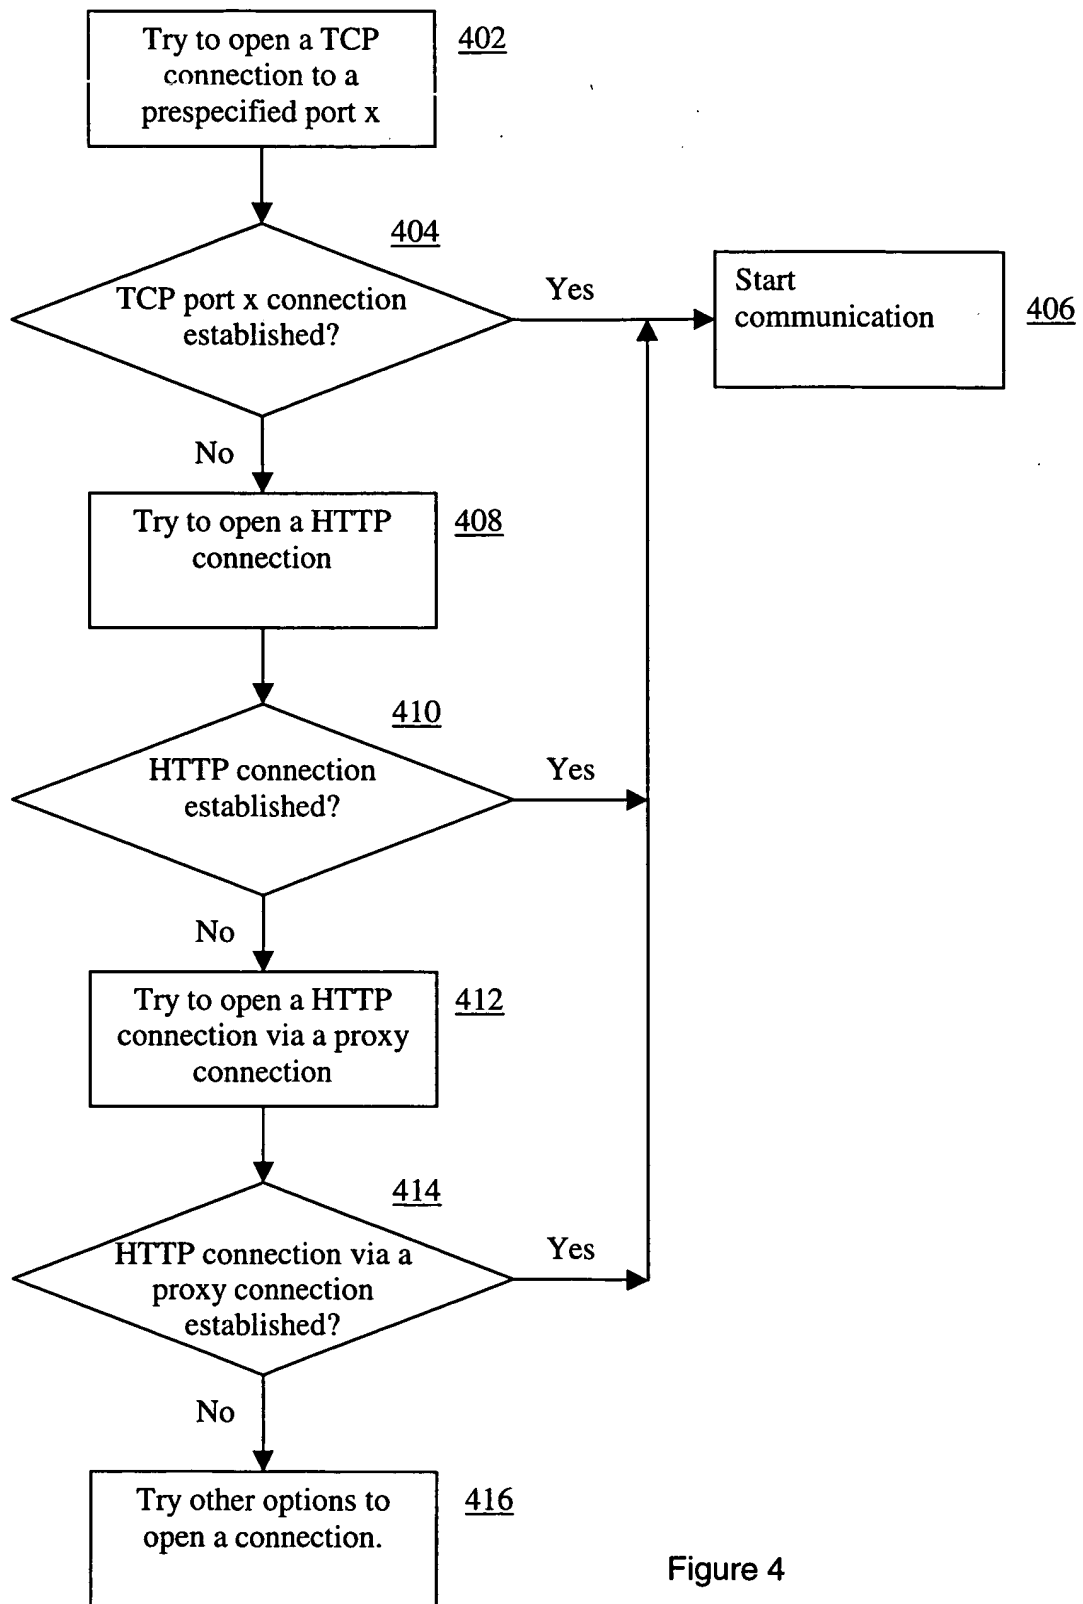 Try to open a TCP
connection to a
prespecified port x
402
404
TCP port x connection
established?
Yes
Start
communication
406
No
Try to open a HTTP
connection
408
410
HTTP connection
established?
Yes
No
Try to open a HTTP
connection via a proxy
connection
412
414
HTTP connection via a
proxy connection
established?
Yes
No
Try other options to
open a connection.
416
Figure 4